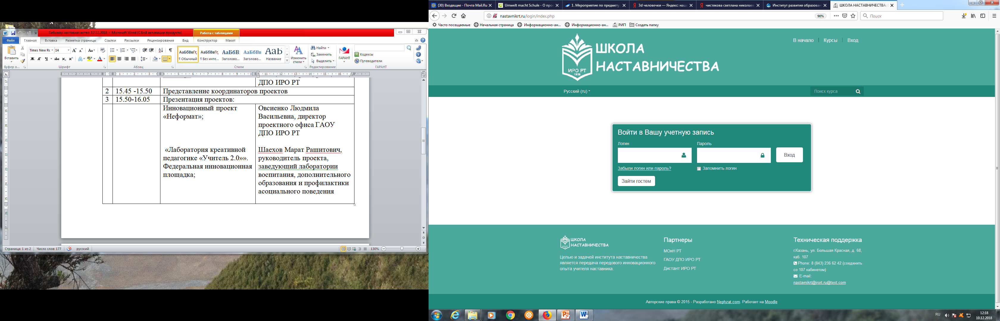 Вебинар наставничество_12.12.2018 - Microsoft Word (Сбой активации продукта)
Работа с таблицами
Файл Главная Вставка Разметка страницы Ссылки Рассылки Рецензирование Вид Конструктор Макет
Вставить
Times New Rc 14
Ж К Ч abc x₂ x² A
Буфер о... Шрифт Абзац
АаБбВвГг, АаБбВвГг, АаБбВ АаБбВв АаБ
¶ Обычный ¶ Без инте... Заголово... Заголово... Название
Изменить стили
Стили
Найти
Заменить
Выделить
Редактирование
ГАРАНТ
Кодексы
Путеводители
ГАРАНТ
ДПО ИРО РТ
2 15.45 -15.50 Представление координаторов проектов
3 15.50-16.05 Презентация проектов:
Инновационный проект
«Неформат»;
Овсиенко Людмила
Васильевна, директор
проектного офиса ГАОУ
ДПО ИРО РТ
«Лаборатория креативной
педагогике «Учитель 2.0»».
Федеральная инновационная
площадка;
Шаехов Марат Рашитович,
руководитель проекта,
заведующий лаборатории
воспитания, дополнительного
образования и профилактики
асоциального поведения
Страница: 1 из 2 Число слов: 177 русский 130%
(30) Входящие - Почта Mail.Ru
Umwelt macht Schule - О прое
1. Мероприятие по предмету
3d человечки — Яндекс: наш
чистякова светлана николаев
Институт развития образован
ШКОЛА НАСТАВНИЧЕСТВА:
nastavnikrt.ru/login/index.php 90% Поиск
Часто посещаемые Начальная страница Информационно-ан... Информационно-ан... РИП Создать папку
ШКОЛА
НАСТАВНИЧЕСТВА
ИРО РТ
1926
В начало Курсы Вход
Русский (ru) Поиск курса
Войти в Вашу учетную запись
Логин Пароль
Вход
Забыли логин или пароль? Запомнить логин
Зайти гостем
ШКОЛА
НАСТАВНИЧЕСТВА
ИРО РТ
Целью и задачей института наставничества
является передача передового инновационного
опыта учителя наставника.
Партнеры
МОиН РТ
ГАОУ ДПО ИРО РТ
Дистант ИРО РТ
Техническая поддержка
г.Казань, ул. Большая Красная, д. 68,
каб. 107
Phone: 8 (843) 236 62 42 (соединить
со 107 кабинетом)
E-mail:
nastavnikrt@irort.ru@test.com
Авторские права © 2015 - Разработано Nephzat.com. Работает на Moodle
RU 12:18
10.12.2018